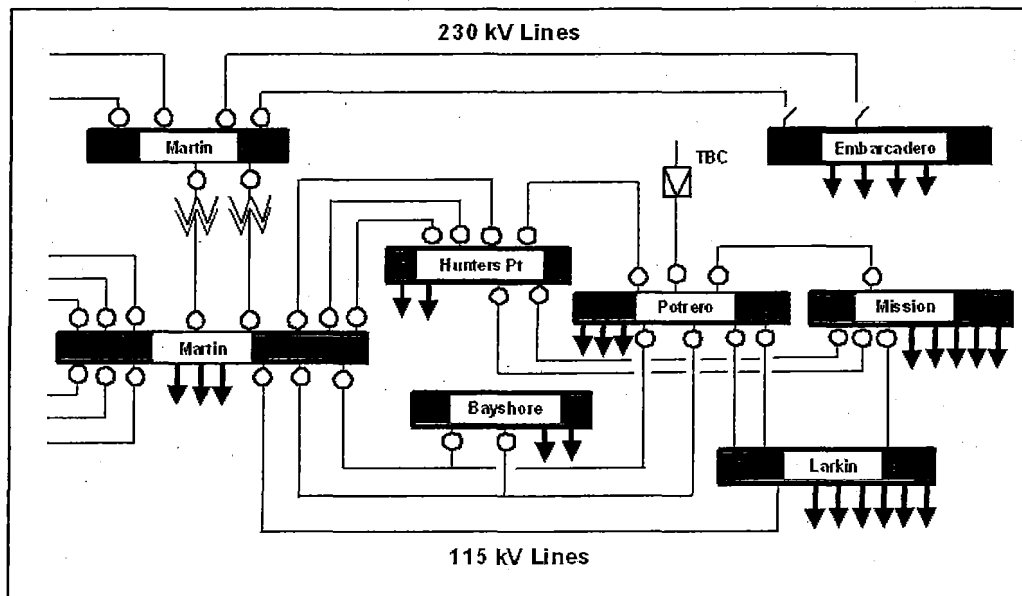 230 kV Lines
Martin
Embarcadero
TBC
Hunters Pt
Potrero
Mission
Martin
Bayshore
Larkin
115 kV Lines